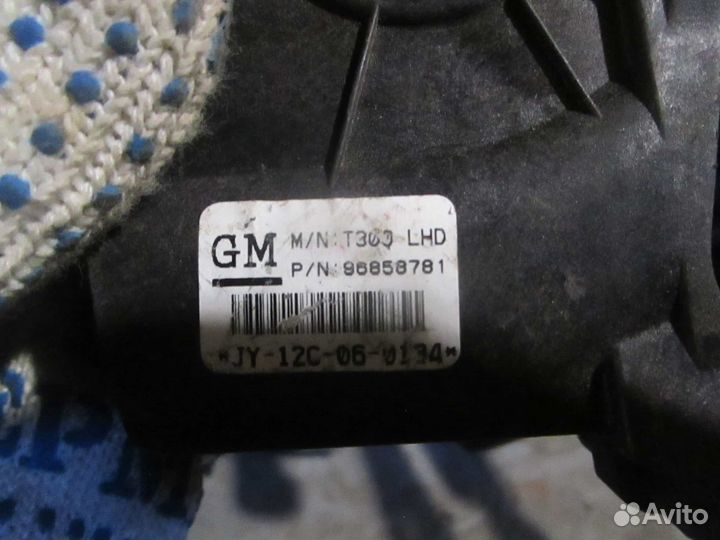 GM
M/N:T300 LHD
P/N:96858781
*JY-12C-06-0134*
Avito